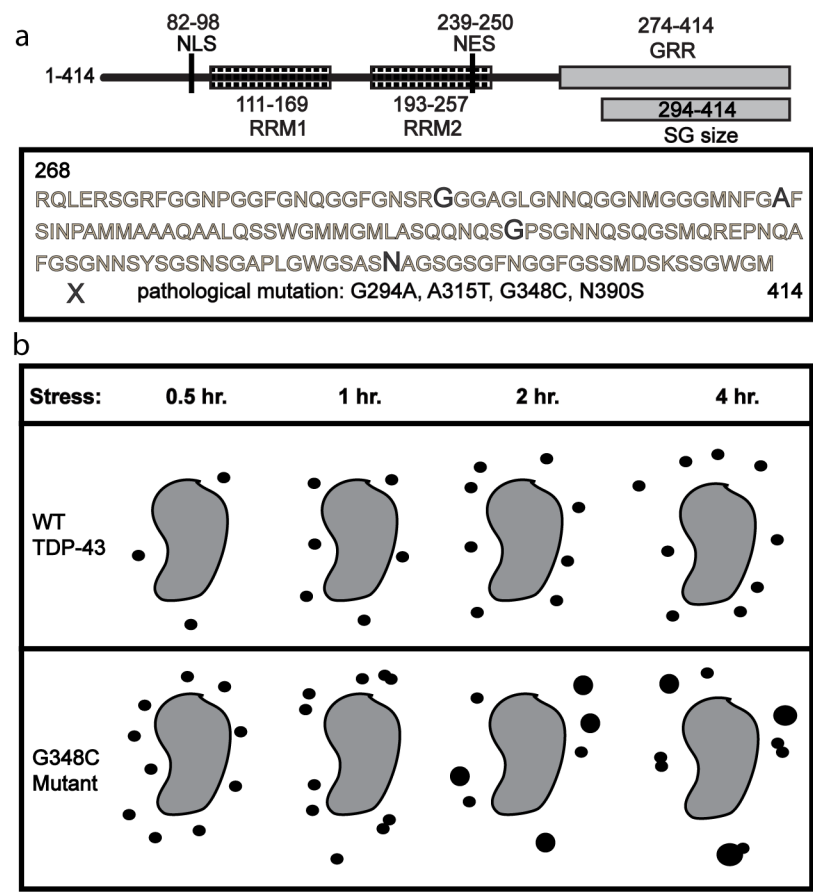 a
82-98
NLS
239-250
NES
274-414
GRR
1-414
111-169
RRM1
193-257
RRM2
294-414
SG size
268
RQLERSGRFGGNPGGFGNQGGFGNSRGGGAGLGNNQGGNMGGGMNFGAF
SINPAMMAAAQAALQSSWGMMGMLASQQNQSGPSGNNQSQGSMQREPNQA
FGSGNNSYSGSNSGAPLGWGSASNAGSGSGFNGGFGSSMDSKSSGWGM
X pathological mutation: G294A, A315T, G348C, N390S 414
b
Stress: 0.5 hr. 1 hr. 2 hr. 4 hr.
WT
TDP-43
G348C
Mutant